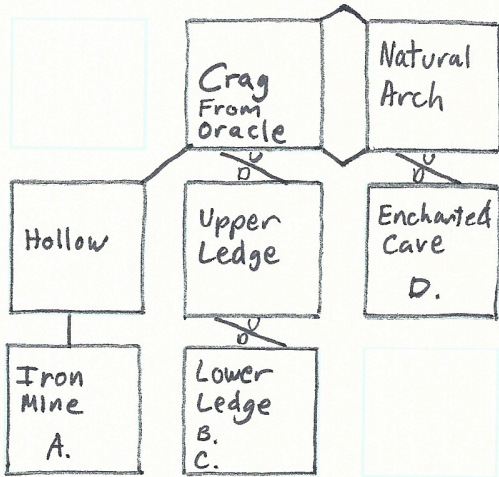 Crag
From
Oracle
Natural
Arch
U
D
U
D
Hollow
Upper
Ledge
Enchanted
Cave
D.
U
D
Iron
Mine
A.
Lower
Ledge
B.
C.